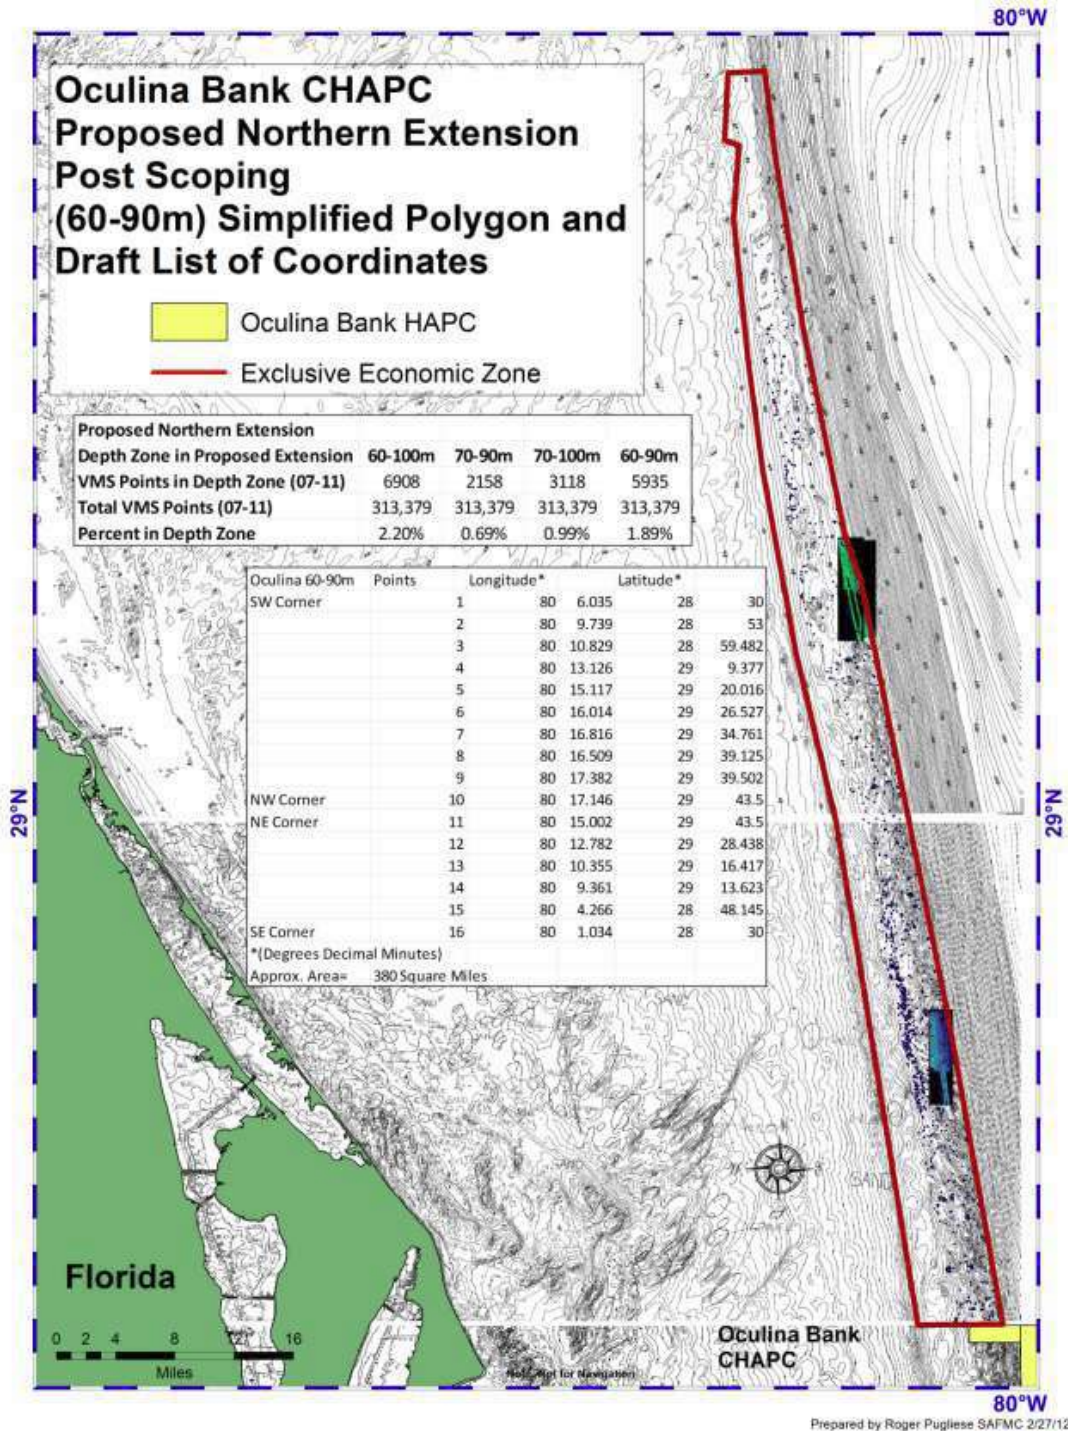 80°W
Oculina Bank CHAPC
Proposed Northern Extension
Post Scoping
(60-90m) Simplified Polygon and
Draft List of Coordinates
Oculina Bank HAPC
Exclusive Economic Zone
Proposed Northern Extension
Depth Zone in Proposed Extension 60-100m 70-90m 70-100m 60-90m
VMS Points in Depth Zone (07-11) 6908 2158 3118 5935
Total VMS Points (07-11) 313,379 313,379 313,379 313,379
Percent in Depth Zone 2.20% 0.69% 0.99% 1.89%
Oculina 60-90m Points Longitude* Latitude*
SW Corner 1 80 6.035 28 30
2 80 9.739 28 53
3 80 10.829 28 59.482
4 80 13.126 29 9.377
5 80 15.117 29 20.016
6 80 16.014 29 26.527
7 80 16.816 29 34.761
8 80 16.509 29 39.125
9 80 17.382 29 39.502
NW Corner 10 80 17.146 29 43.5
NE Corner 11 80 15.002 29 43.5
12 80 12.782 29 28.438
13 80 10.355 29 16.417
14 80 9.361 29 13.623
15 80 4.266 28 48.145
SE Corner 16 80 1.034 28 30
*(Degrees Decimal Minutes)
Approx. Area= 380 Square Miles
29°N
29°N
SAND
SAND
Florida
0 2 4 8 12 16
Miles
Note: Not for Navigation
Oculina Bank
CHAPC
80°W
Prepared by Roger Pugliese SAFMC 2/27/12